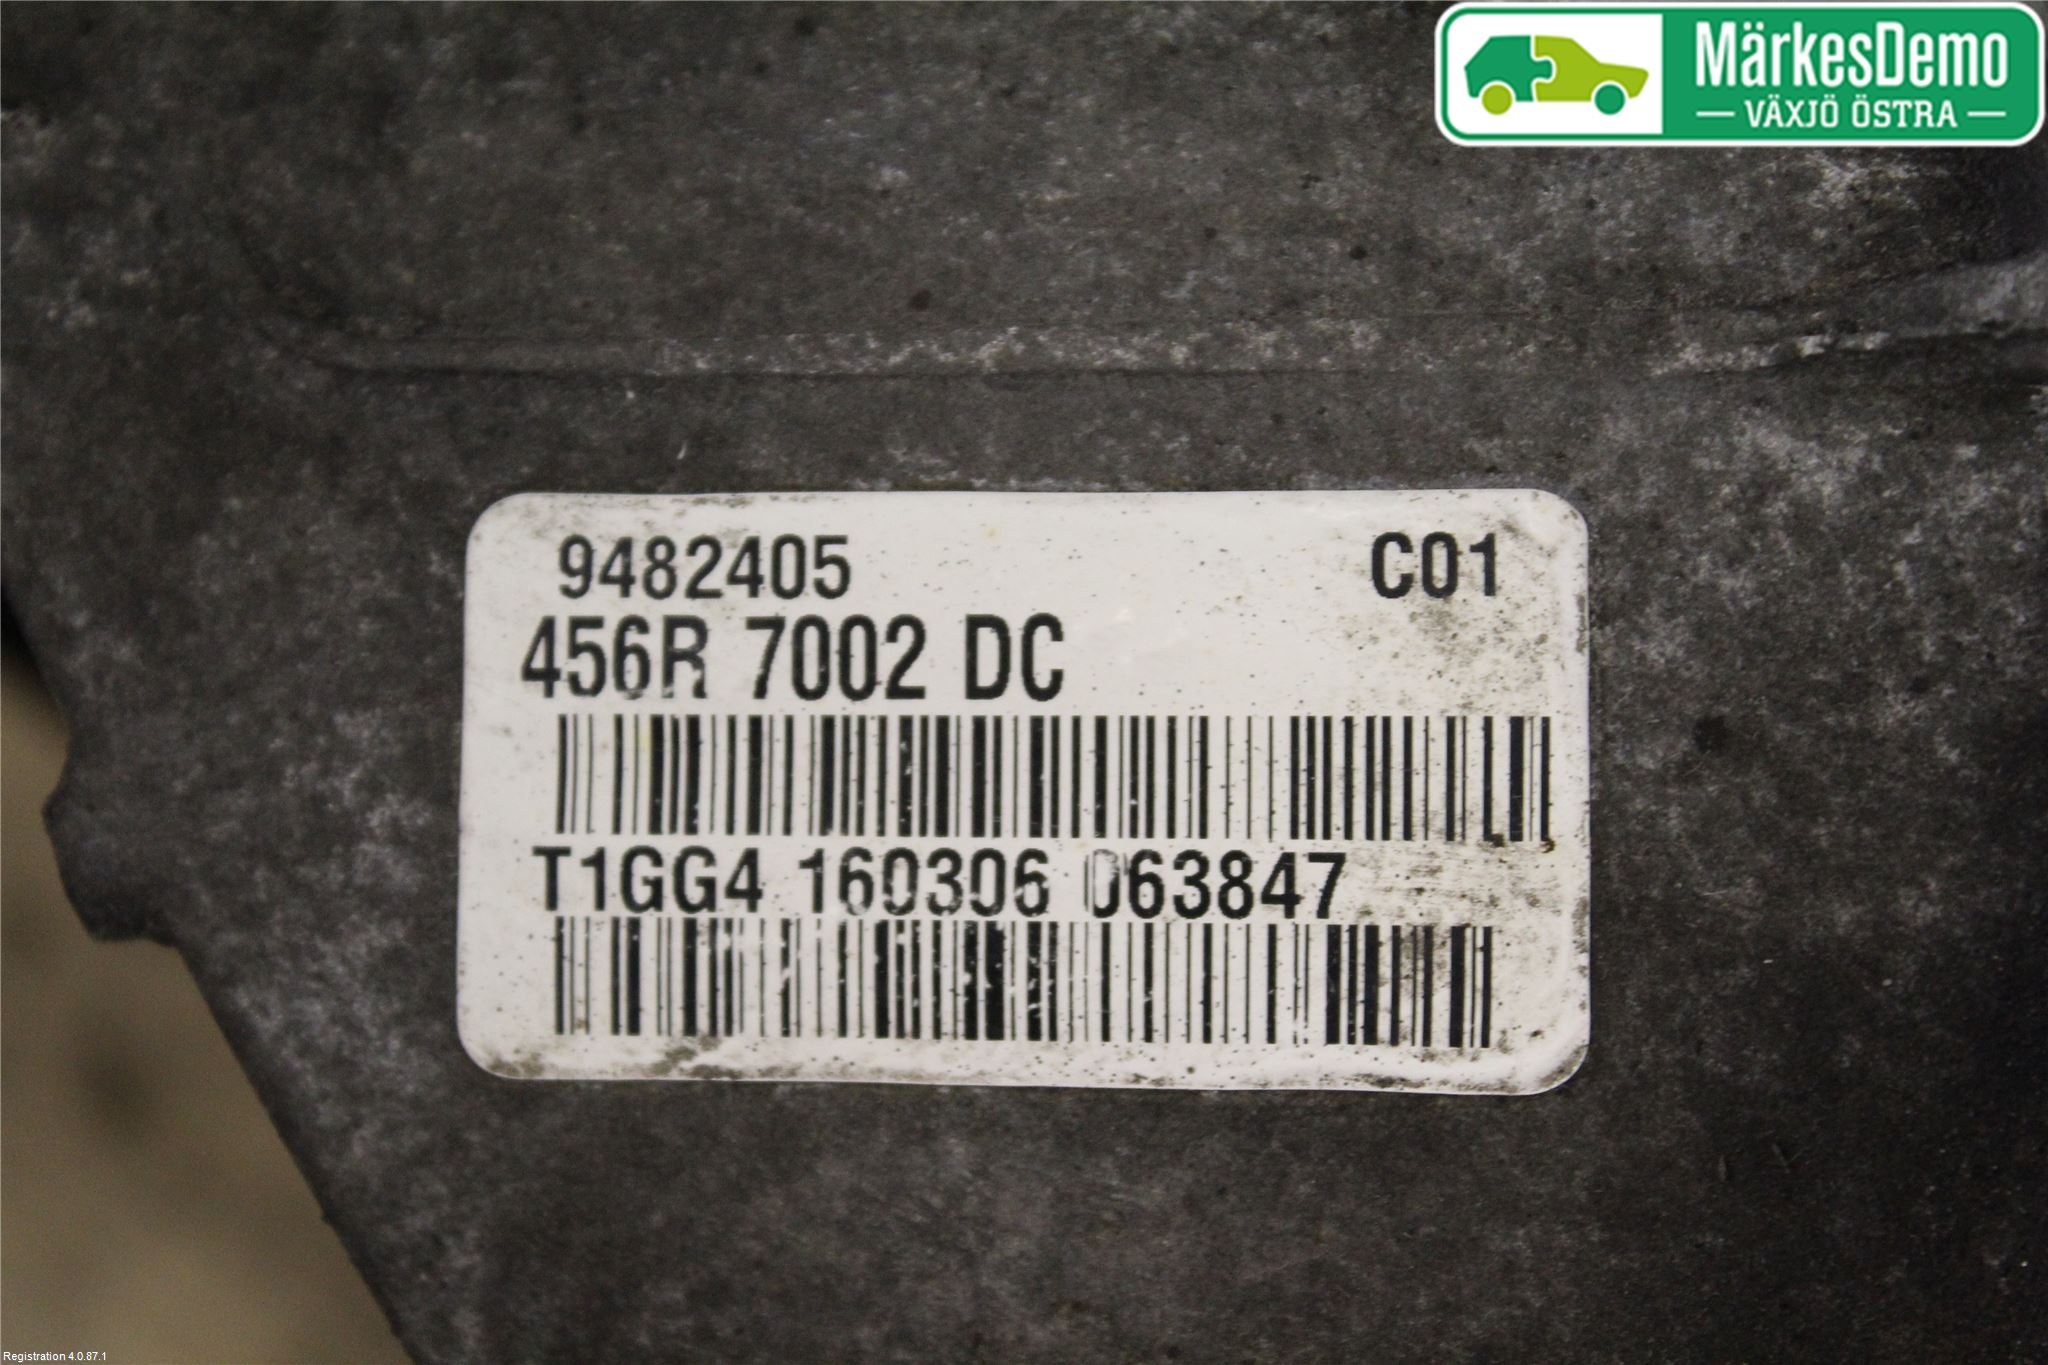 MärkesDemo
VÄXJÖ ÖSTRA
9482405 C01
456R 7002 DC
T1GG4 160306 063847
Registration 4.0.87.1